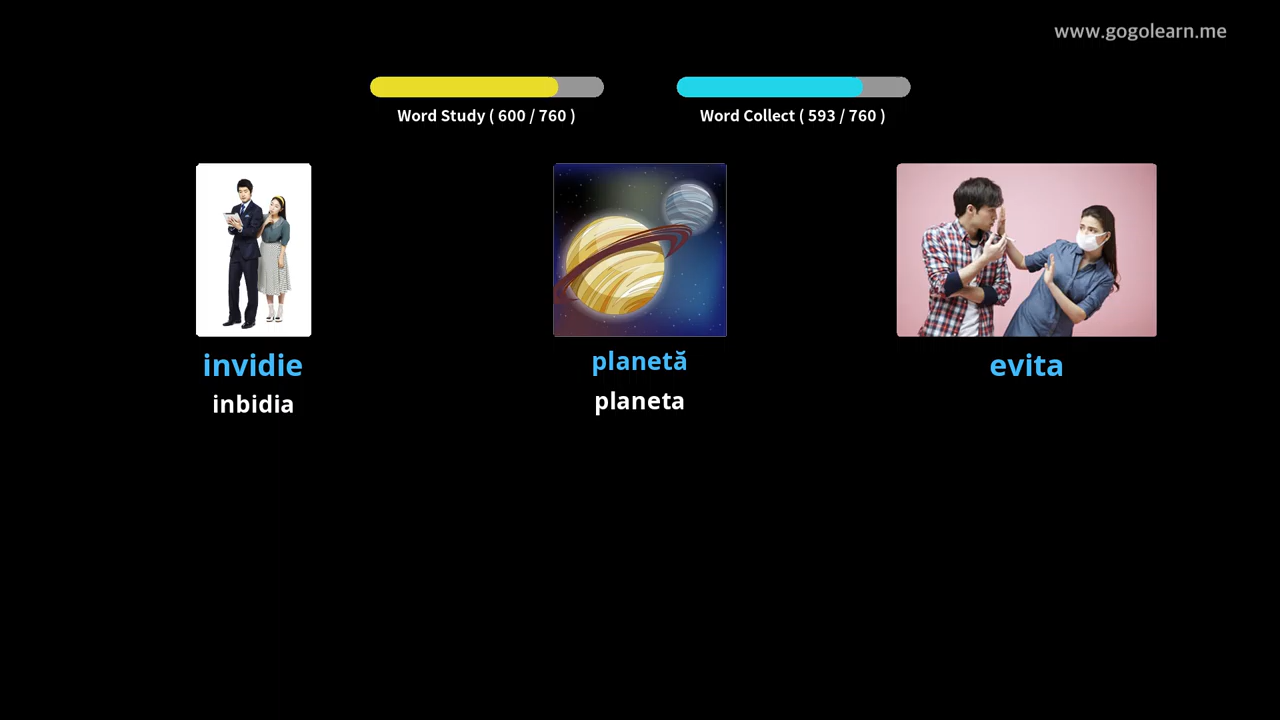 www.gogolearn.me
Word Study ( 600 / 760 )
Word Collect ( 593 / 760 )
invidie
inbidia
planetă
planeta
evita